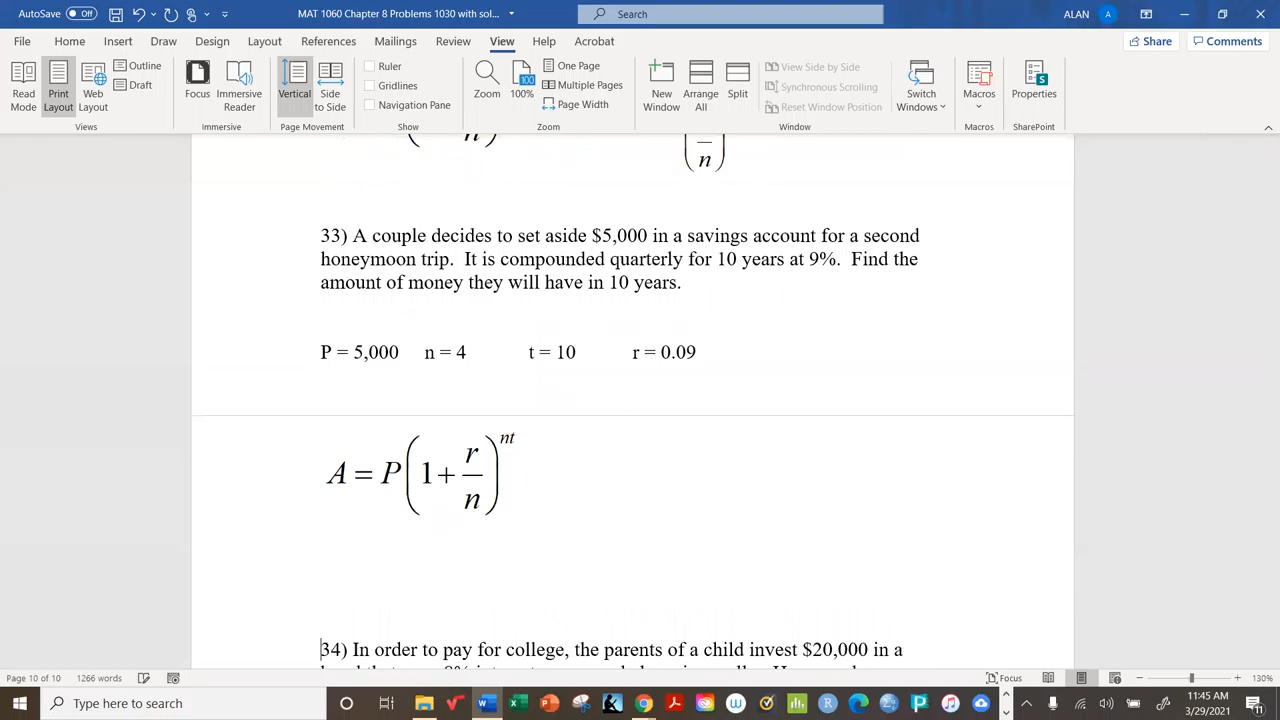 AutoSave Off MAT 1060 Chapter 8 Problems 1030 with sol... Search ALAN A
File Home Insert Draw Design Layout References Mailings Review View Help Acrobat Share Comments
Read Mode Print Layout Web Layout Outline Draft Views
Focus Immersive Reader Immersive
Vertical Side to Side Page Movement
Ruler Gridlines Navigation Pane Show
Zoom 100% One Page Multiple Pages Page Width Zoom
New Window Arrange All Split View Side by Side Synchronous Scrolling Reset Window Position Switch Windows Window
Macros Macros
Properties SharePoint
n n
33) A couple decides to set aside $5,000 in a savings account for a second
honeymoon trip. It is compounded quarterly for 10 years at 9%. Find the
amount of money they will have in 10 years.
P = 5,000 n = 4 t = 10 r = 0.09
A = P(1 + r/n)^nt
34) In order to pay for college, the parents of a child invest $20,000 in a
Page 10 of 10 1266 words Focus 130%
Type here to search 11:45 AM
3/29/2021